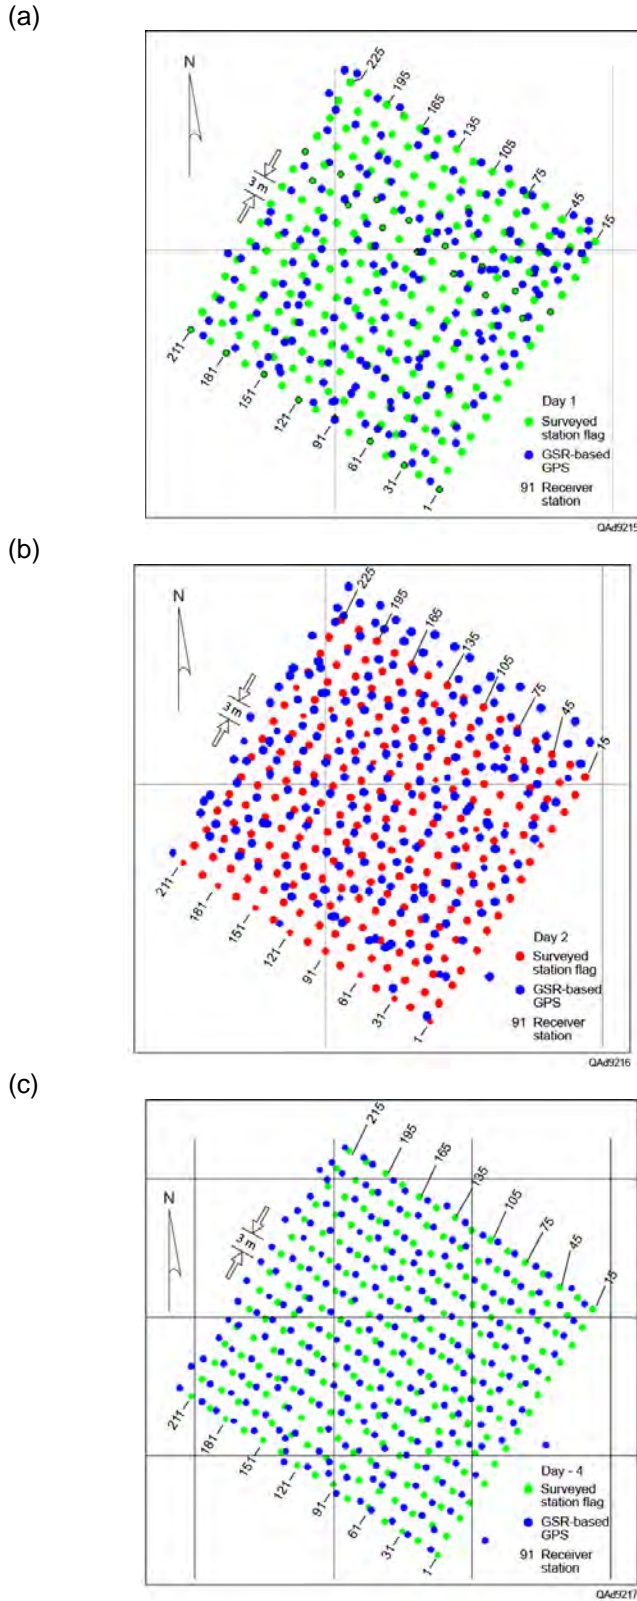 (a)
N
225
195
165
135
105
75
45
15
3 m
211
181
151
121
91
61
31
1
Day 1
Surveyed
station flag
GSR-based
GPS
91 Receiver
station
QAd9215
(b)
N
225
195
165
135
105
75
45
15
3 m
211
181
151
121
91
61
31
1
Day 2
Surveyed
station flag
GSR-based
GPS
91 Receiver
station
QAd9216
(c)
N
215
195
165
135
105
75
45
15
3 m
211
181
151
121
91
61
31
1
Day - 4
Surveyed
station flag
GSR-based
GPS
91 Receiver
station
QAd9217